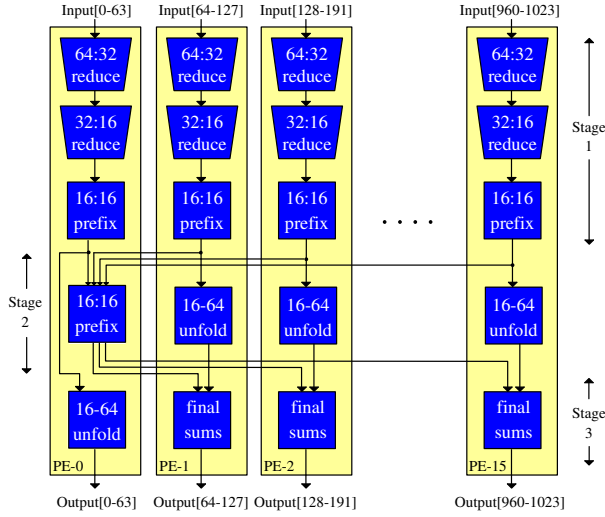 Input[0-63] Input[64-127] Input[128-191] Input[960-1023]
64:32 64:32 64:32 64:32
reduce reduce reduce reduce
32:16 32:16 32:16 32:16
reduce reduce reduce reduce
Stage
1
16:16 16:16 16:16 16:16
prefix prefix prefix prefix
. . . .
Stage
2
16:16 16-64 16-64 16-64
prefix unfold unfold unfold
16-64 final final final
unfold sums sums sums
Stage
3
PE-0 PE-1 PE-2 PE-15
Output[0-63] Output[64-127] Output[128-191] Output[960-1023]